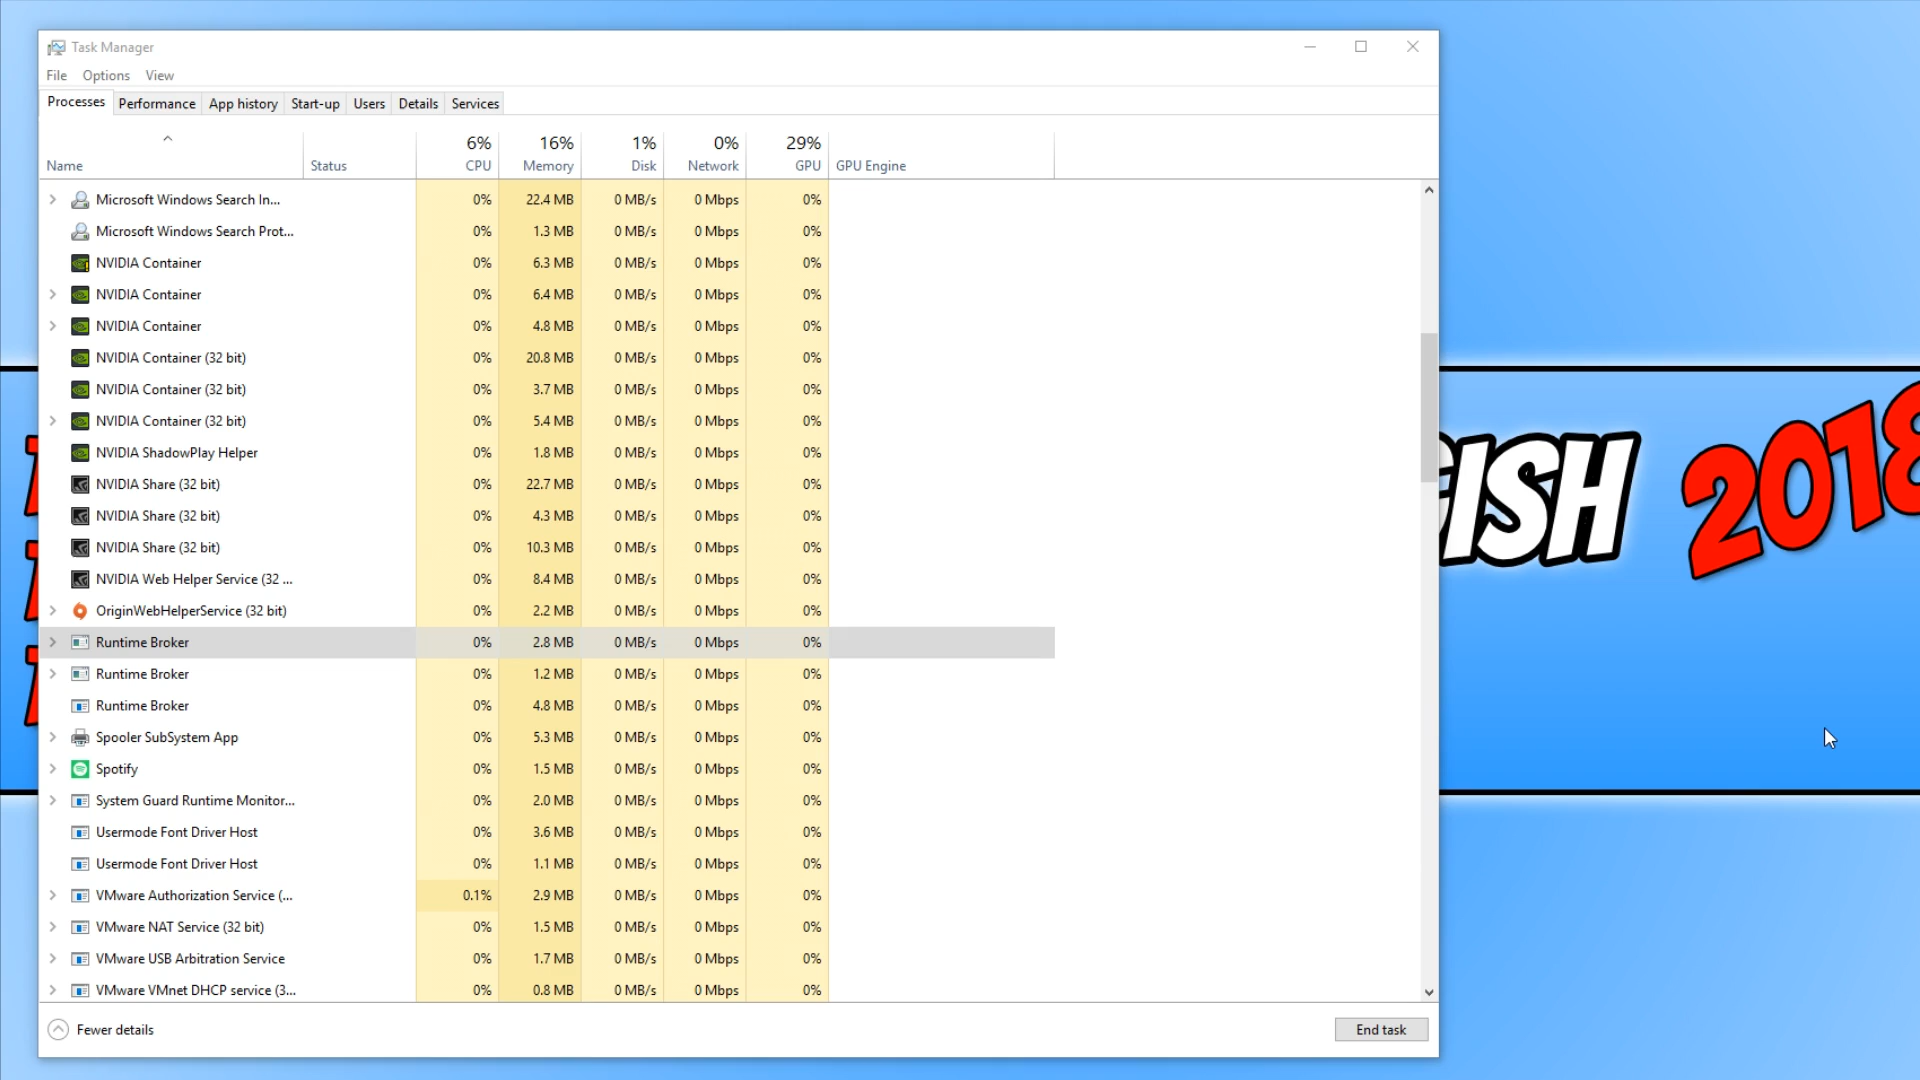 Task Manager
File Options View
Processes Performance App history Start-up Users Details Services
6% 16% 1% 0% 29%
Name Status CPU Memory Disk Network GPU GPU Engine
Microsoft Windows Search In... 0% 22.4 MB 0 MB/s 0 Mbps 0%
Microsoft Windows Search Prot... 0% 1.3 MB 0 MB/s 0 Mbps 0%
NVIDIA Container 0% 6.3 MB 0 MB/s 0 Mbps 0%
NVIDIA Container 0% 6.4 MB 0 MB/s 0 Mbps 0%
NVIDIA Container 0% 4.8 MB 0 MB/s 0 Mbps 0%
NVIDIA Container (32 bit) 0% 20.8 MB 0 MB/s 0 Mbps 0%
NVIDIA Container (32 bit) 0% 3.7 MB 0 MB/s 0 Mbps 0%
NVIDIA Container (32 bit) 0% 5.4 MB 0 MB/s 0 Mbps 0%
NVIDIA ShadowPlay Helper 0% 1.8 MB 0 MB/s 0 Mbps 0%
NVIDIA Share (32 bit) 0% 22.7 MB 0 MB/s 0 Mbps 0%
NVIDIA Share (32 bit) 0% 4.3 MB 0 MB/s 0 Mbps 0%
NVIDIA Share (32 bit) 0% 10.3 MB 0 MB/s 0 Mbps 0%
NVIDIA Web Helper Service (32 ... 0% 8.4 MB 0 MB/s 0 Mbps 0%
OriginWebHelperService (32 bit) 0% 2.2 MB 0 MB/s 0 Mbps 0%
Runtime Broker 0% 2.8 MB 0 MB/s 0 Mbps 0%
Runtime Broker 0% 1.2 MB 0 MB/s 0 Mbps 0%
Runtime Broker 0% 4.8 MB 0 MB/s 0 Mbps 0%
Spooler SubSystem App 0% 5.3 MB 0 MB/s 0 Mbps 0%
Spotify 0% 1.5 MB 0 MB/s 0 Mbps 0%
System Guard Runtime Monitor... 0% 2.0 MB 0 MB/s 0 Mbps 0%
Usermode Font Driver Host 0% 3.6 MB 0 MB/s 0 Mbps 0%
Usermode Font Driver Host 0% 1.1 MB 0 MB/s 0 Mbps 0%
VMware Authorization Service (... 0.1% 2.9 MB 0 MB/s 0 Mbps 0%
VMware NAT Service (32 bit) 0% 1.5 MB 0 MB/s 0 Mbps 0%
VMware USB Arbitration Service 0% 1.7 MB 0 MB/s 0 Mbps 0%
VMware VMnet DHCP service (3... 0% 0.8 MB 0 MB/s 0 Mbps 0%
Fewer details End task
ISH 2018